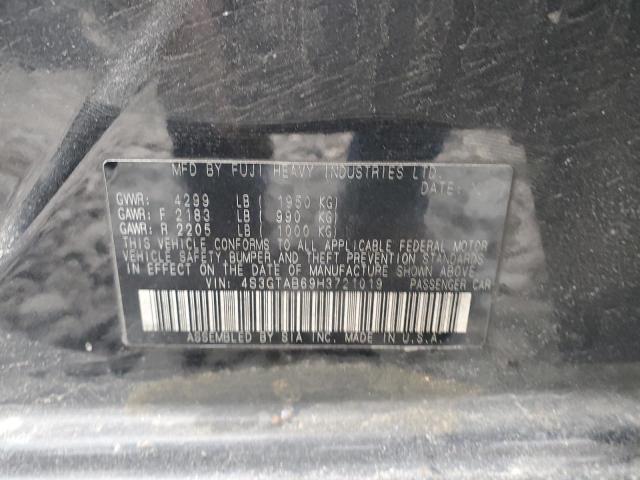 MFD BY FUJI HEAVY INDUSTRIES LTD.
DATE:
GVWR: 4299 LB ( 1950 KG)
GAWR: F 2183 LB ( 990 KG)
GAWR: R 2205 LB ( 1000 KG)
THIS VEHICLE CONFORMS TO ALL APPLICABLE FEDERAL MOTOR
VEHICLE SAFETY, BUMPER, AND THEFT PREVENTION STANDARDS
IN EFFECT ON THE DATE OF MANUFACTURE SHOWN ABOVE.
VIN: 4S3GTAB69H3721019 PASSENGER CAR
ASSEMBLED BY SIA INC. MADE IN U.S.A.